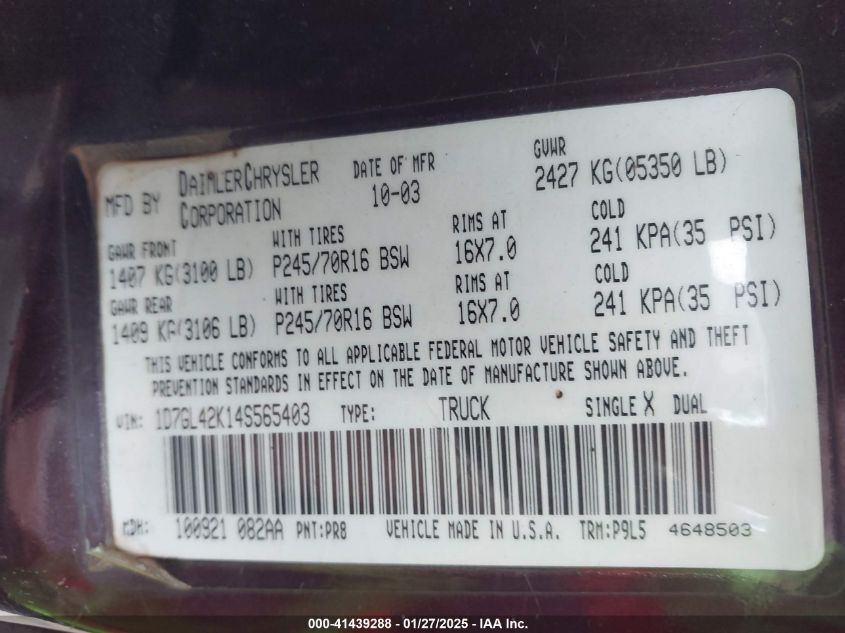 MFD BY DAIMLERCHRYSLER CORPORATION DATE OF MFR 10-03 GVWR 2427 KG(05350 LB)
GAWR FRONT WITH TIRES RIMS AT COLD
1407 KG(3100 LB) P245/70R16 BSW 16X7.0 241 KPA(35 PSI)
GAWR REAR WITH TIRES RIMS AT COLD
1409 KG(3106 LB) P245/70R16 BSW 16X7.0 241 KPA(35 PSI)
THIS VEHICLE CONFORMS TO ALL APPLICABLE FEDERAL MOTOR VEHICLE SAFETY AND THEFT
PREVENTION STANDARDS IN EFFECT ON THE DATE OF MANUFACTURE SHOWN ABOVE.
VIN: 1D7GL42K14S565403 TYPE: TRUCK SINGLE X DUAL
MDH: 100921 082AA PNT:PR8 VEHICLE MADE IN U.S.A. TRM:P9L5 4648503
000-41439288 - 01/27/2025 - IAA Inc.